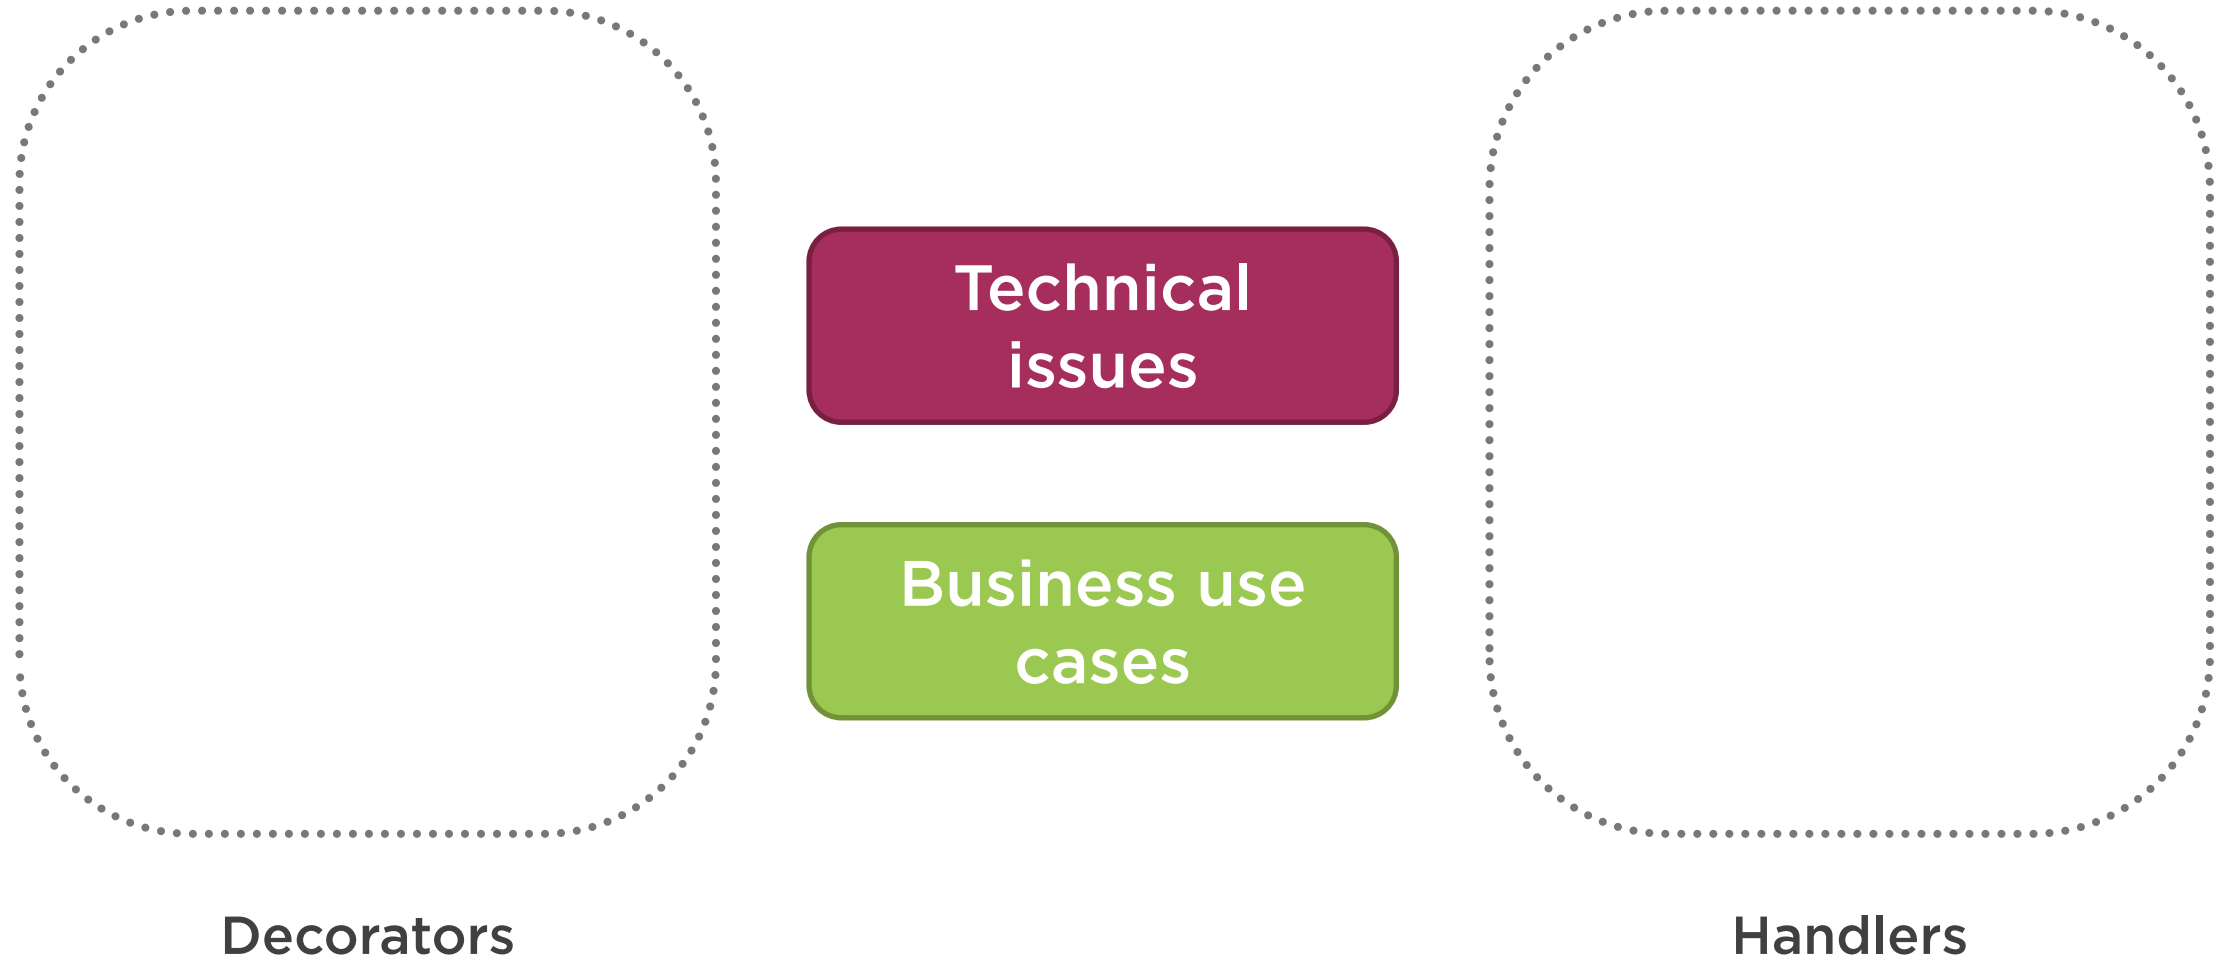 Technical
issues
Business use
cases
Decorators
Handlers